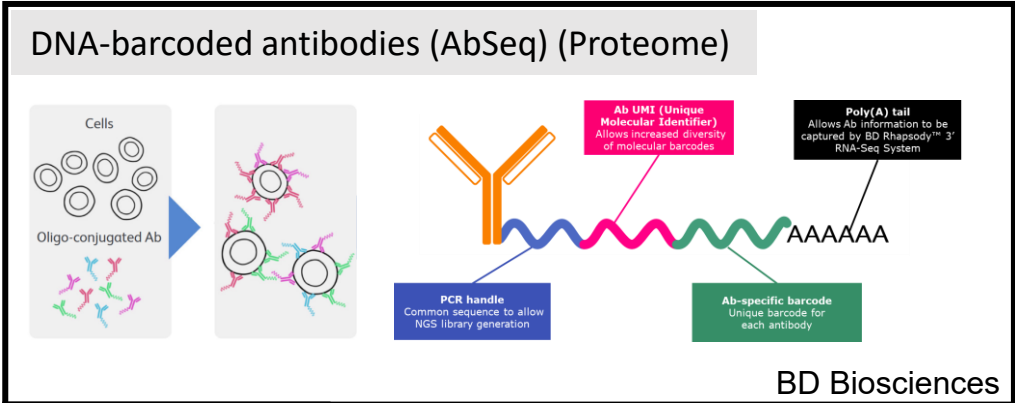 DNA-barcoded antibodies (AbSeq) (Proteome)
Cells
Oligo-conjugated Ab
Ab UMI (Unique
Molecular Identifier)
Allows increased diversity
of molecular barcodes
Poly(A) tail
Allows Ab information to be
captured by BD Rhapsody™ 3′
RNA-Seq System
AAAAAA
PCR handle
Common sequence to allow
NGS library generation
Ab-specific barcode
Unique barcode for
each antibody
BD Biosciences